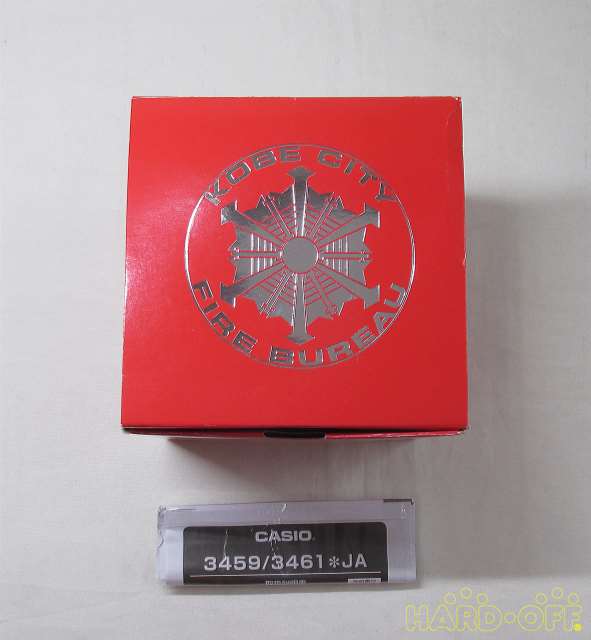 KOBE CITY
FIRE BUREAU
CASIO
3459/3461*JA
HARD-OFF